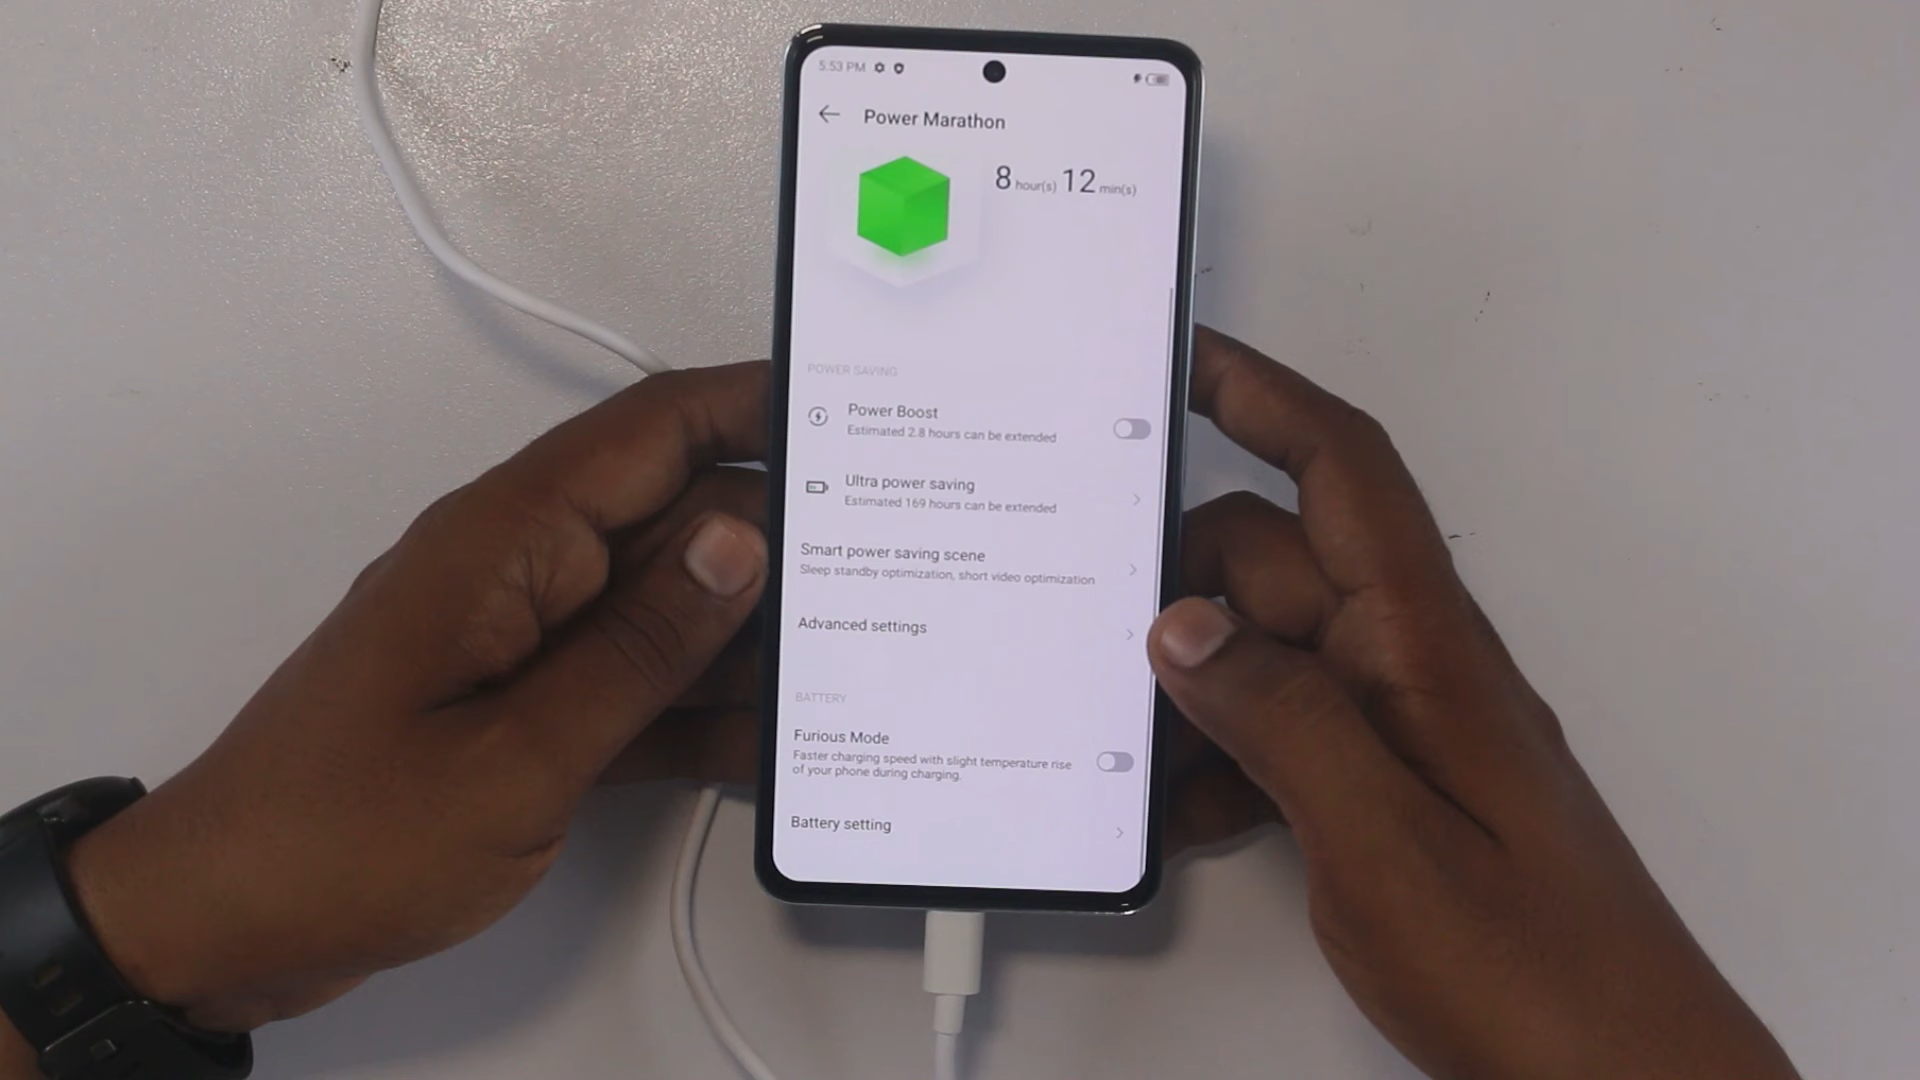 5:53 PM
Power Marathon
8 hour(s) 12 min(s)
POWER SAVING
Power Boost
Estimated 2.8 hours can be extended
Ultra power saving
Estimated 169 hours can be extended
Smart power saving scene
Sleep standby optimization, short video optimization
Advanced settings
BATTERY
Furious Mode
Faster charging speed with slight temperature rise
of your phone during charging.
Battery setting